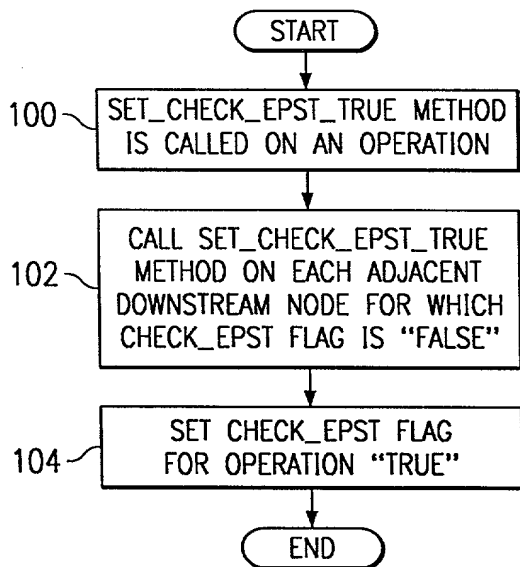 START
100
SET_CHECK_EPST_TRUE METHOD
IS CALLED ON AN OPERATION
102
CALL SET_CHECK_EPST_TRUE
METHOD ON EACH ADJACENT
DOWNSTREAM NODE FOR WHICH
CHECK_EPST FLAG IS "FALSE"
104
SET CHECK_EPST FLAG
FOR OPERATION "TRUE"
END